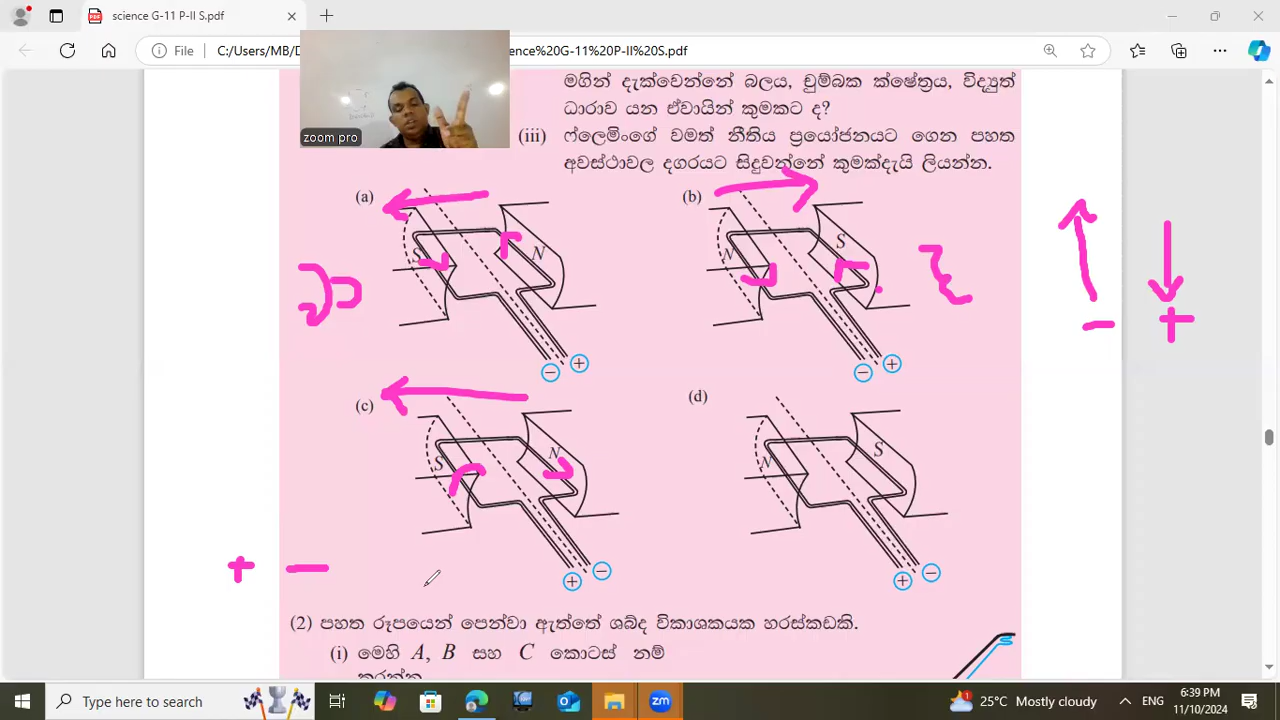 science G-11 P-II S.pdf
File
C:/Users/MB/D
ence%20G-11%20P-II%20S.pdf
zoom pro
මගින් දැක්වෙන්නේ බලය, චුම්බක ක්ෂේත්‍රය, විද්‍යුත්
ධාරාව යන ඒවායින් කුමකට ද?
(iii) ෆ්ලෙමිංගේ වමත් නීතිය ප්‍රයෝජනයට ගෙන පහත
අවස්ථාවල දඟරයට සිදුවන්නේ කුමක්දැයි ලියන්න.
(a)
(b)
S N
N S
− +
− +
− +
(c)
(d)
S N
N S
+ −
+ −
+ −
(2) පහත රූපයෙන් පෙන්වා ඇත්තේ ශබ්ද විකාශකයක හරස්කඩකි.
(i) මෙහි A, B සහ C කොටස් නම්
කරන්න
Type here to search
zm
1
25°C Mostly cloudy
ENG
6:39 PM
11/10/2024